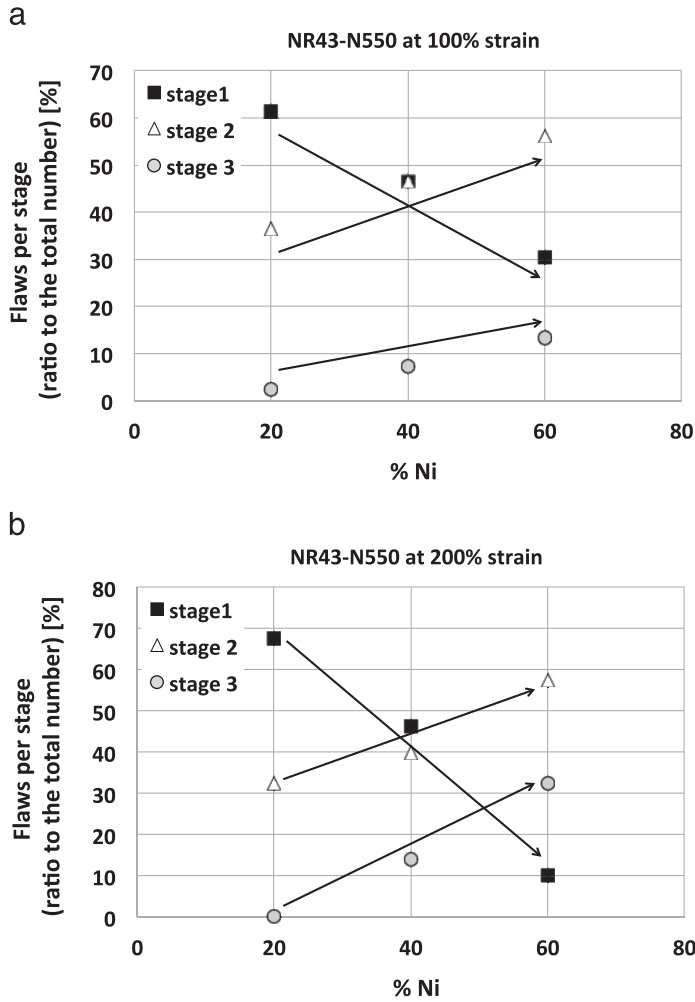 a
NR43-N550 at 100% strain
Flaws per stage
(ratio to the total number) [%]
70
60
50
40
30
20
10
0
stage1
stage 2
stage 3
0 20 40 60 80
% Ni
b
NR43-N550 at 200% strain
Flaws per stage
(ratio to the total number) [%]
80
70
60
50
40
30
20
10
0
stage1
stage 2
stage 3
0 20 40 60 80
% Ni